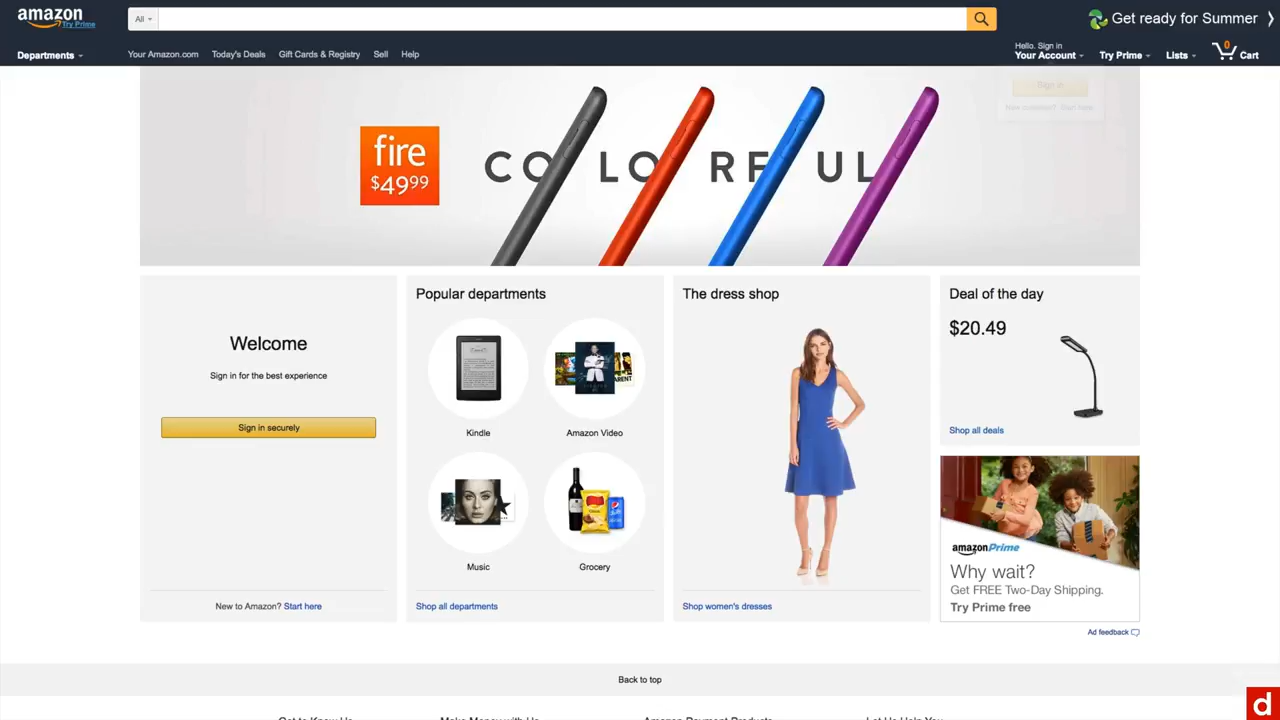 amazon
Try Prime
All
Get ready for Summer
Departments
Your Amazon.com
Today's Deals
Gift Cards & Registry
Sell
Help
Hello. Sign in
Your Account
Try Prime
Lists
0
Cart
Sign in
New customer? Start here.
fire
$49.99
COLORFUL
Welcome
Sign in for the best experience
Sign in securely
New to Amazon? Start here
Popular departments
Kindle
Amazon Video
Music
Grocery
Shop all departments
The dress shop
Shop women's dresses
Deal of the day
$20.49
Shop all deals
amazonPrime
Why wait?
Get FREE Two-Day Shipping.
Try Prime free
Ad feedback
Back to top
Get to Know Us
Make Money with Us
Amazon Payment Products
Let Us Help You
d